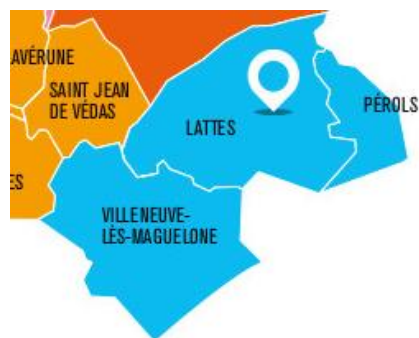 AVÉRUNE
SAINT JEAN
DE VÉDAS
LATTES
PÉROLS
ES
VILLENEUVE-
LÈS-MAGUELONE